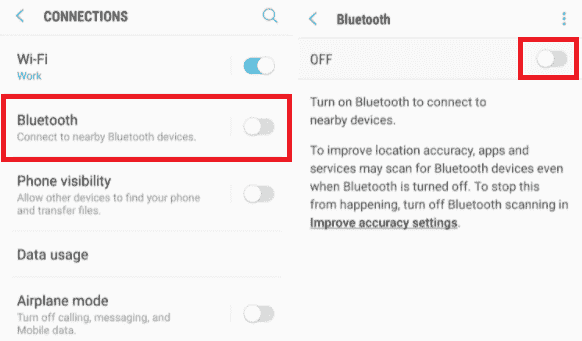 CONNECTIONS
Wi-Fi
Work
Bluetooth
Connect to nearby Bluetooth devices.
Phone visibility
Allow other devices to find your phone
and transfer files.
Data usage
Airplane mode
Turn off calling, messaging, and
Mobile data.
Bluetooth
OFF
Turn on Bluetooth to connect to
nearby devices.
To improve location accuracy, apps and
services may scan for Bluetooth devices even
when Bluetooth is turned off. To stop this
from happening, turn off Bluetooth scanning in
Improve accuracy settings.